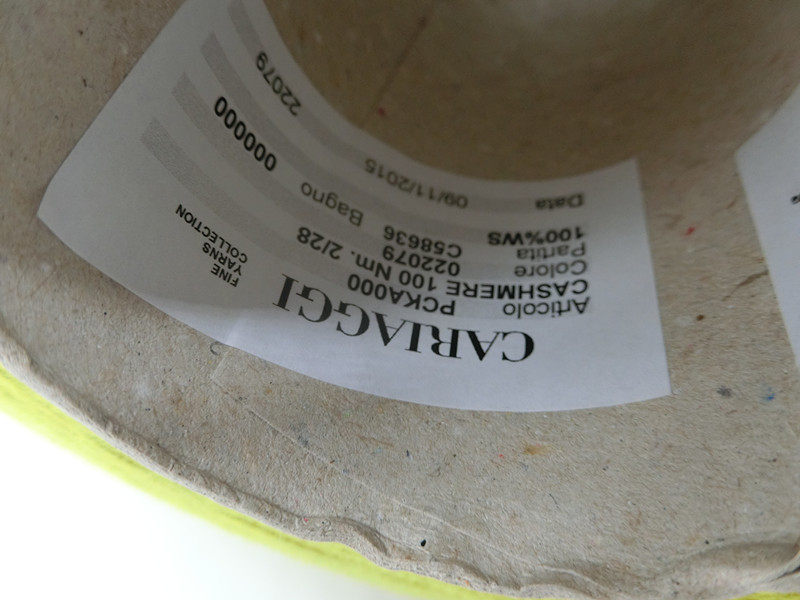 CARIAGGI
FINE
YARNS
COLLECTION
Articolo PCKA000
CASHMERE 100 Nm. 2/28
Colore 022079
Partita C58636 Bagno 000000
100%WS
Data 09/11/2015 22079